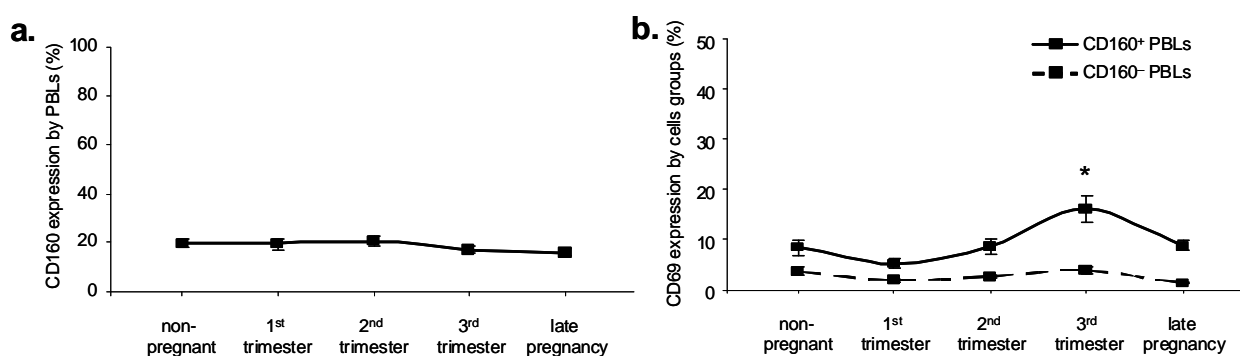 a.
CD160 expression by PBLs (%)
100
80
60
40
20
0
non-pregnant
1st trimester
2nd trimester
3rd trimester
late pregnancy
b.
CD69 expression by cells groups (%)
50
40
30
20
10
0
CD160+ PBLs
CD160– PBLs
*
non-pregnant
1st trimester
2nd trimester
3rd trimester
late pregnancy